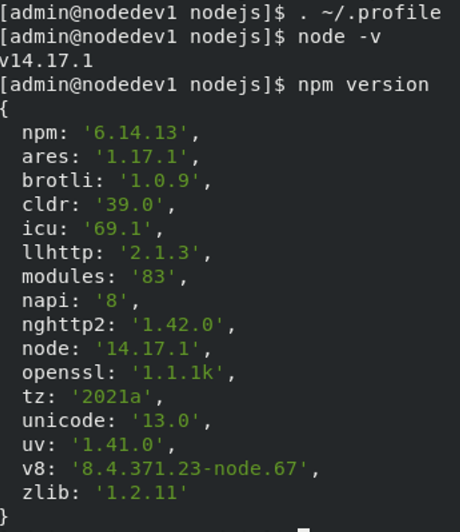 [admin@nodedev1 nodejs]$ . ~/.profile
[admin@nodedev1 nodejs]$ node -v
v14.17.1
[admin@nodedev1 nodejs]$ npm version
{
  npm: '6.14.13',
  ares: '1.17.1',
  brotli: '1.0.9',
  cldr: '39.0',
  icu: '69.1',
  llhttp: '2.1.3',
  modules: '83',
  napi: '8',
  nghttp2: '1.42.0',
  node: '14.17.1',
  openssl: '1.1.1k',
  tz: '2021a',
  unicode: '13.0',
  uv: '1.41.0',
  v8: '8.4.371.23-node.67',
  zlib: '1.2.11'
}